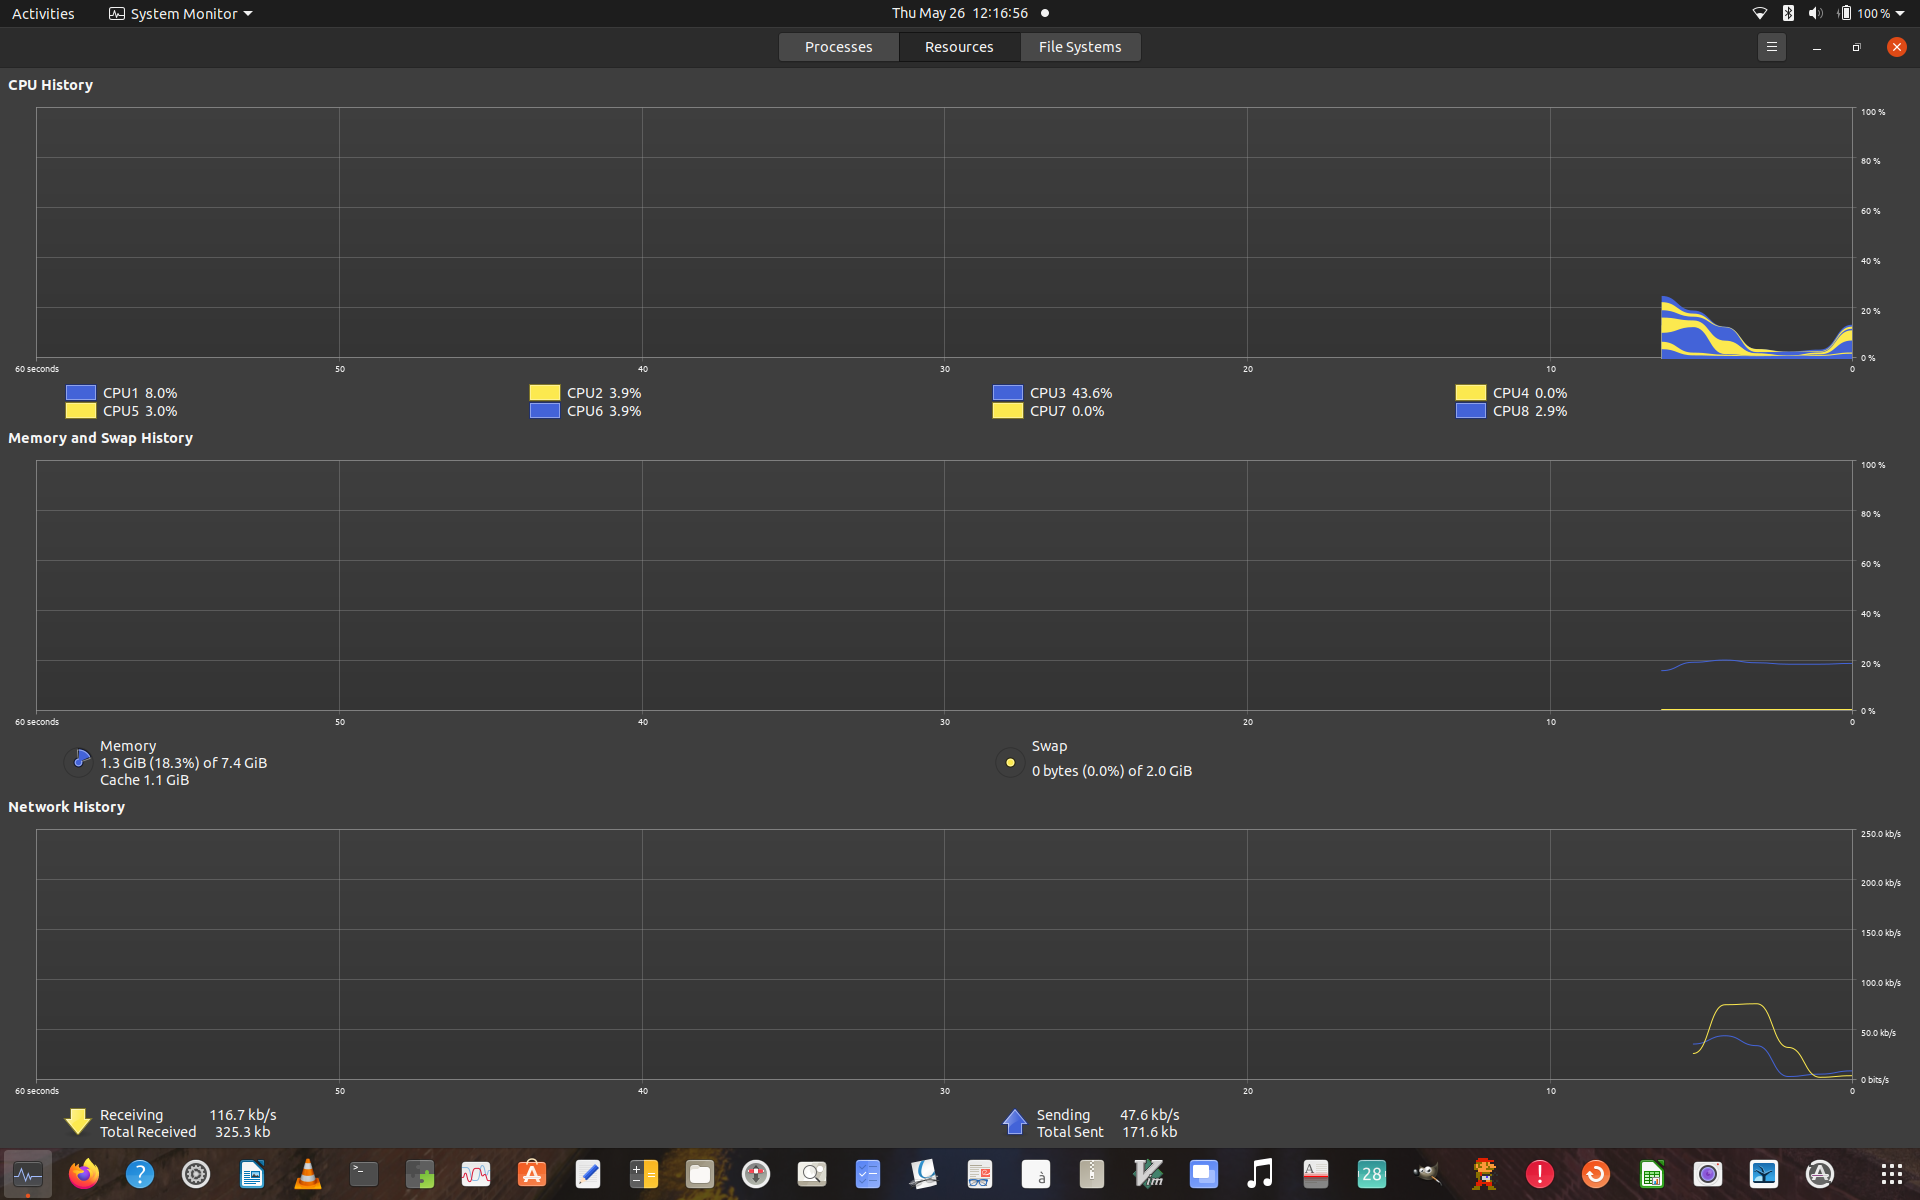 Activities System Monitor Thu May 26 12:16:56 100 %
Processes Resources File Systems
CPU History
100 %
80 %
60 %
40 %
20 %
0 %
60 seconds 50 40 30 20 10 0
CPU1 8.0% CPU2 3.9% CPU3 43.6% CPU4 0.0%
CPU5 3.0% CPU6 3.9% CPU7 0.0% CPU8 2.9%
Memory and Swap History
100 %
80 %
60 %
40 %
20 %
0 %
60 seconds 50 40 30 20 10 0
Memory Swap
1.3 GiB (18.3%) of 7.4 GiB 0 bytes (0.0%) of 2.0 GiB
Cache 1.1 GiB
Network History
250.0 kb/s
200.0 kb/s
150.0 kb/s
100.0 kb/s
50.0 kb/s
0 bits/s
60 seconds 50 40 30 20 10 0
Receiving 116.7 kb/s Sending 47.6 kb/s
Total Received 325.3 kb Total Sent 171.6 kb
? >_ à Vim A 28 !